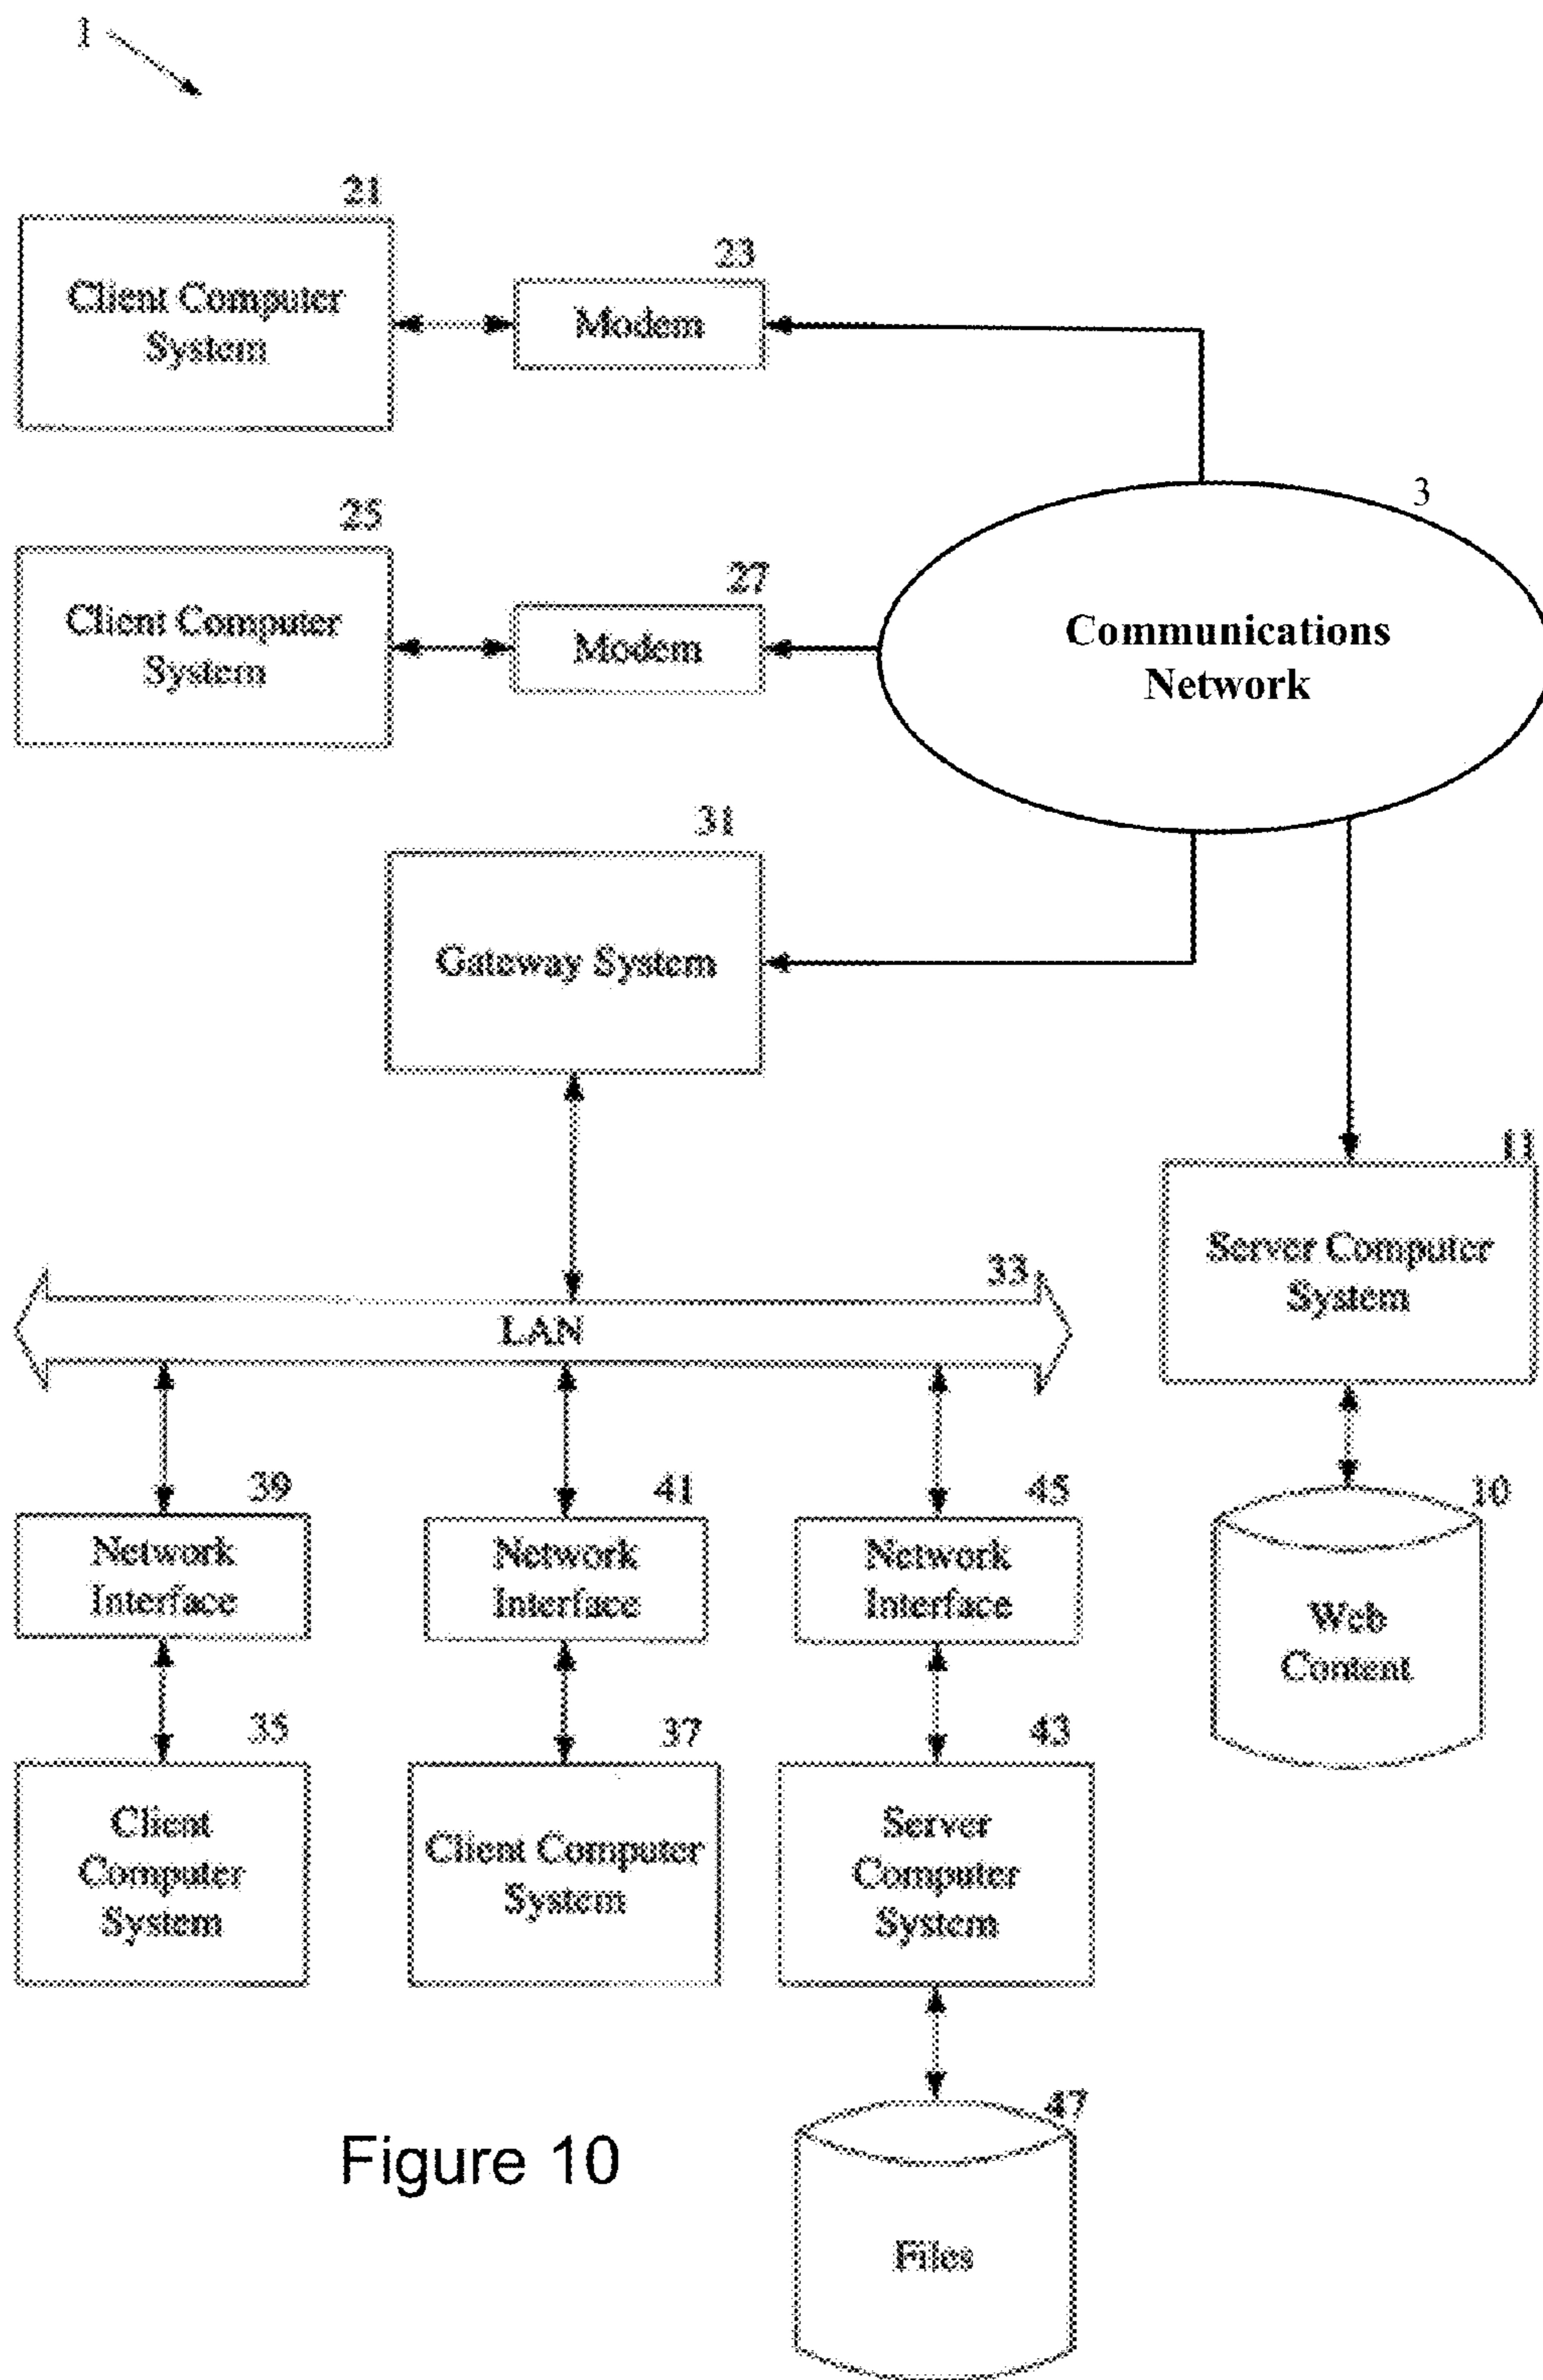 1
21
Client Computer
System
23
Modem
3
Communications
Network
25
Client Computer
System
27
Modem
31
Gateway System
11
Server Computer
System
33
LAN
39
Network
Interface
41
Network
Interface
45
Network
Interface
10
Web
Content
35
Client
Computer
System
37
Client Computer
System
43
Server
Computer
System
47
Files
Figure 10